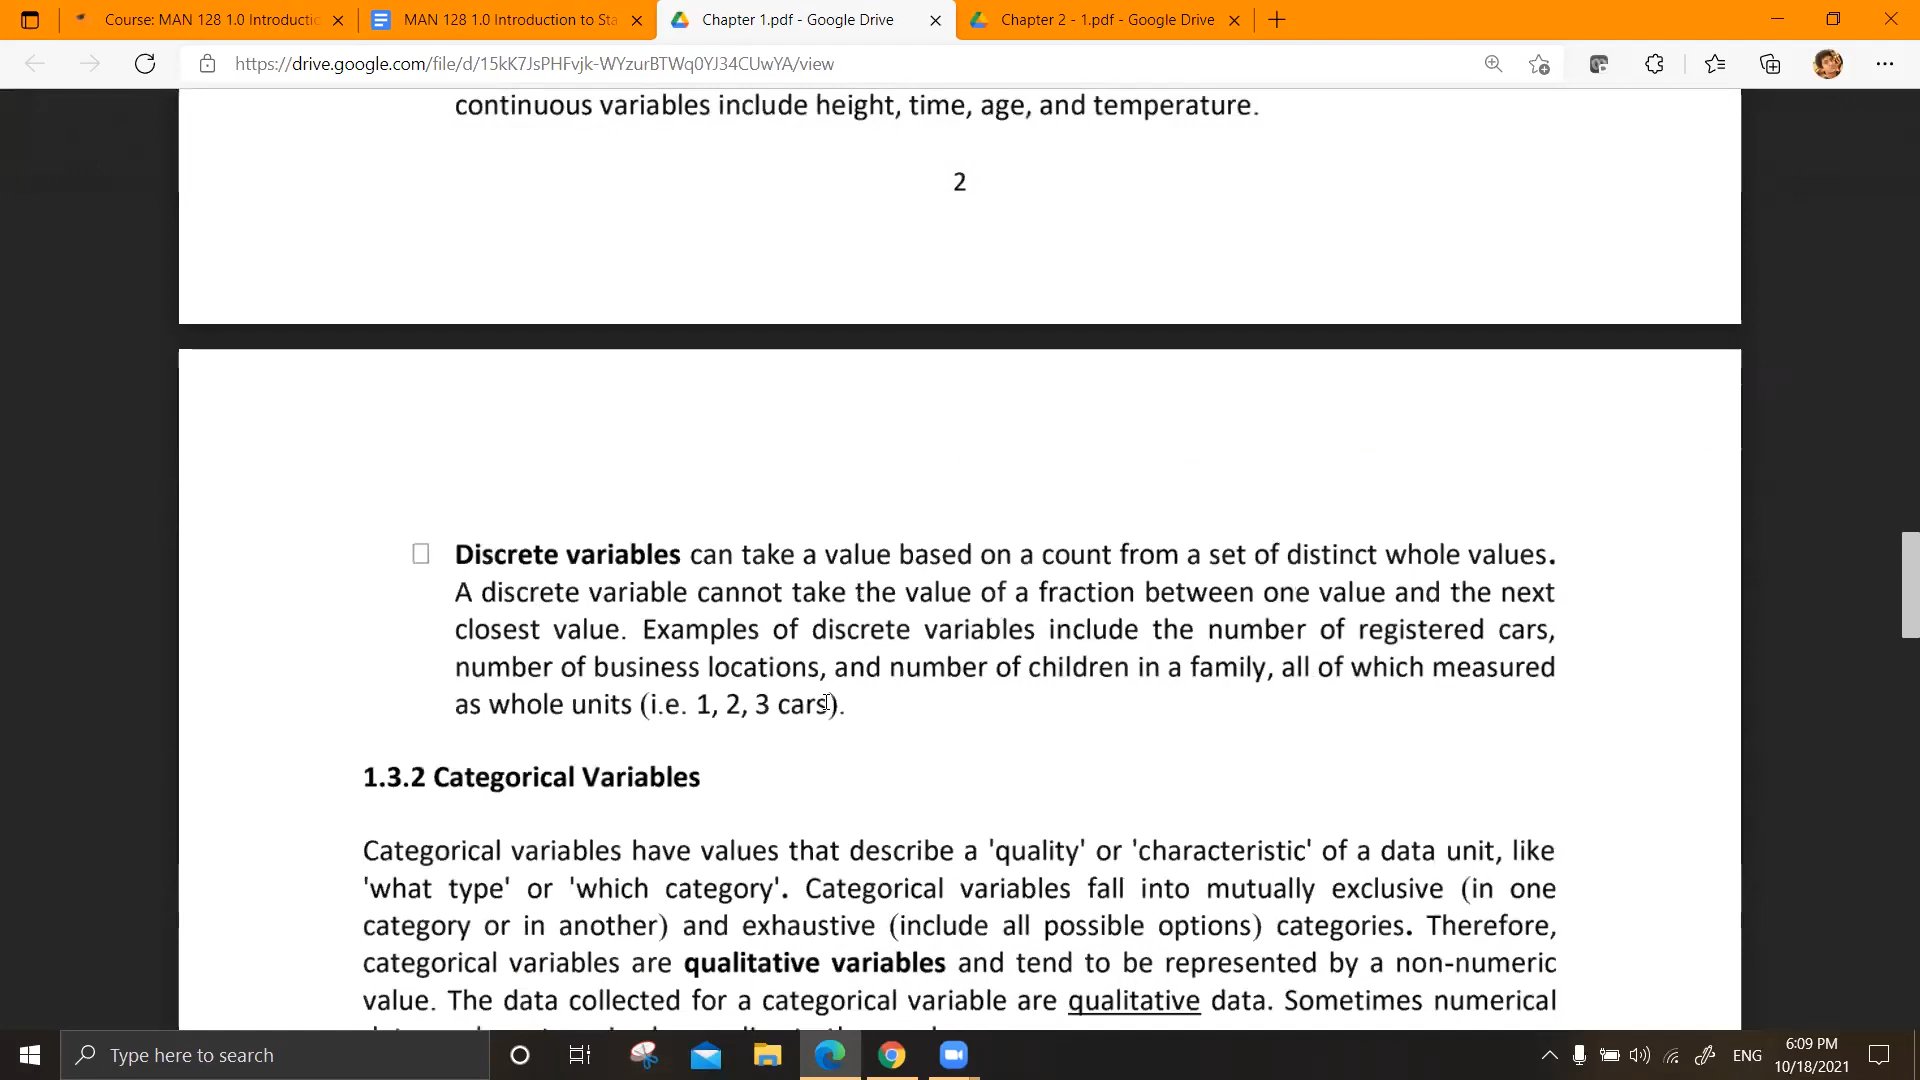 Course: MAN 128 1.0 Introductic
MAN 128 1.0 Introduction to Sta
Chapter 1.pdf - Google Drive
Chapter 2 - 1.pdf - Google Drive
https://drive.google.com/file/d/15kK7JsPHFvjk-WYzurBTWq0YJ34CUwYA/view
continuous variables include height, time, age, and temperature.
2
Discrete variables can take a value based on a count from a set of distinct whole values.
A discrete variable cannot take the value of a fraction between one value and the next
closest value. Examples of discrete variables include the number of registered cars,
number of business locations, and number of children in a family, all of which measured
as whole units (i.e. 1, 2, 3 cars).
1.3.2 Categorical Variables
Categorical variables have values that describe a 'quality' or 'characteristic' of a data unit, like
'what type' or 'which category'. Categorical variables fall into mutually exclusive (in one
category or in another) and exhaustive (include all possible options) categories. Therefore,
categorical variables are qualitative variables and tend to be represented by a non-numeric
value. The data collected for a categorical variable are qualitative data. Sometimes numerical
Type here to search
ENG
6:09 PM
10/18/2021